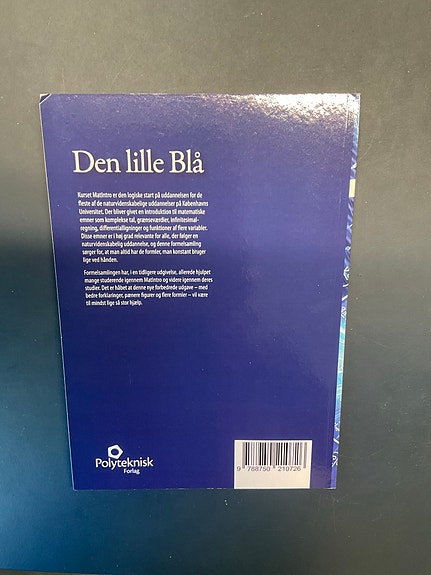 Den lille Blå
Kurset MatIntro er den logiske start på uddannelsen for de
fleste af de naturvidenskabelige uddannelser på Københavns
Universitet. Der bliver givet en introduktion til matematiske
emner som komplekse tal, grænseværdier, infinitesimal-
regning, differentialligninger og funktioner af flere variabler.
Disse emner er i høj grad relevante for alle, der følger en
naturvidenskabelig uddannelse, og denne formelsamling
sørger for, at man altid har de formler, man konstant bruger
lige ved hånden.
Formelsamlingen har, i en tidligere udgivelse, allerede hjulpet
mange studerende igennem MatIntro og videre igennem deres
studier. Det er håbet at denne nye forbedrede udgave – med
bedre forklaringer, pænere figurer og flere formler – vil være
til mindst lige så stor hjælp.
Polyteknisk
Forlag
9 788750 210726